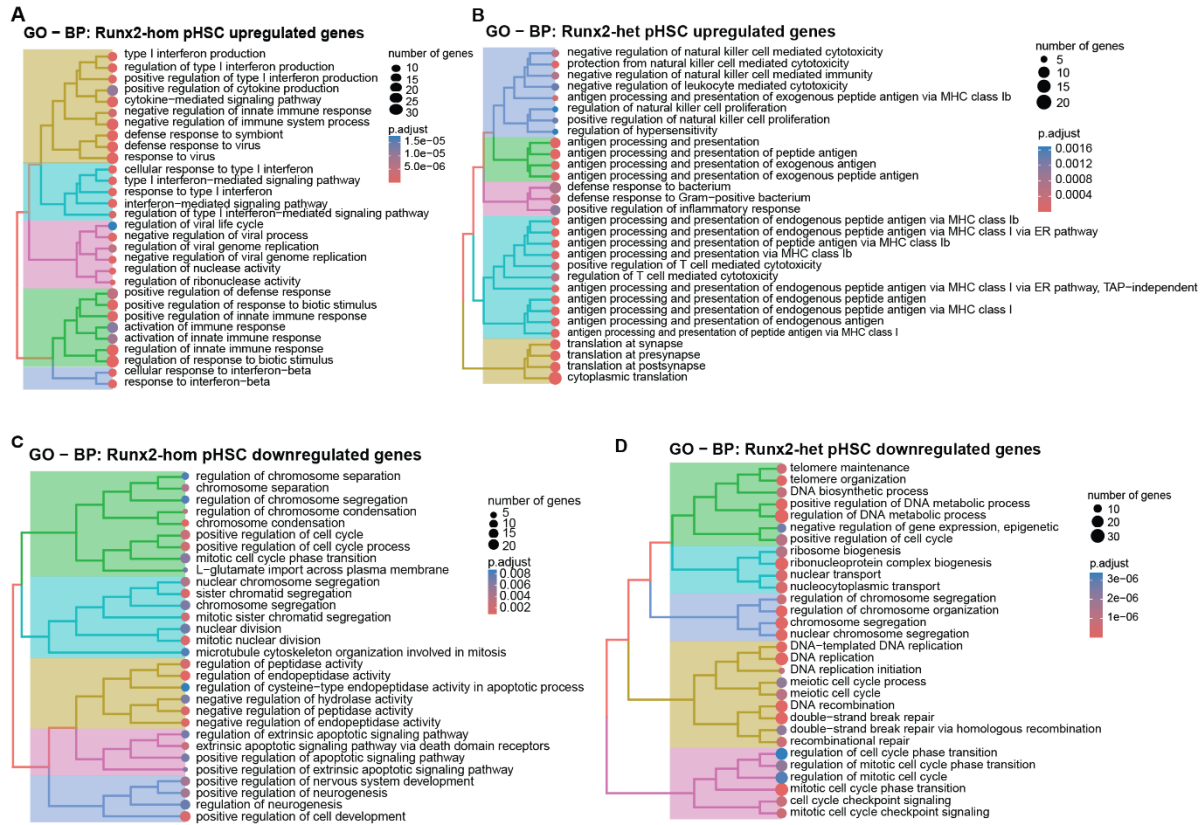 A
GO – BP: Runx2-hom pHSC upregulated genes
type I interferon production
regulation of type I interferon production
positive regulation of type I interferon production
positive regulation of cytokine production
cytokine−mediated signaling pathway
negative regulation of innate immune response
negative regulation of immune system process
defense response to symbiont
defense response to virus
response to virus
cellular response to type I interferon
type I interferon−mediated signaling pathway
response to type I interferon
interferon−mediated signaling pathway
regulation of type I interferon−mediated signaling pathway
regulation of viral life cycle
negative regulation of viral process
regulation of viral genome replication
negative regulation of viral genome replication
regulation of nuclease activity
regulation of ribonuclease activity
positive regulation of defense response
positive regulation of response to biotic stimulus
positive regulation of innate immune response
activation of immune response
activation of innate immune response
regulation of innate immune response
regulation of response to biotic stimulus
cellular response to interferon−beta
response to interferon−beta
number of genes
10
15
20
25
30
p.adjust
1.5e−05
1.0e−05
5.0e−06
B
GO – BP: Runx2-het pHSC upregulated genes
negative regulation of natural killer cell mediated cytotoxicity
protection from natural killer cell mediated cytotoxicity
negative regulation of natural killer cell mediated immunity
negative regulation of leukocyte mediated cytotoxicity
antigen processing and presentation of exogenous peptide antigen via MHC class Ib
regulation of natural killer cell proliferation
positive regulation of natural killer cell proliferation
regulation of hypersensitivity
antigen processing and presentation
antigen processing and presentation of peptide antigen
antigen processing and presentation of exogenous antigen
antigen processing and presentation of exogenous peptide antigen
defense response to bacterium
defense response to Gram−positive bacterium
positive regulation of inflammatory response
antigen processing and presentation of endogenous peptide antigen via MHC class Ib
antigen processing and presentation of endogenous peptide antigen via MHC class I via ER pathway
antigen processing and presentation of peptide antigen via MHC class Ib
antigen processing and presentation via MHC class Ib
positive regulation of T cell mediated cytotoxicity
regulation of T cell mediated cytotoxicity
antigen processing and presentation of endogenous peptide antigen via MHC class I via ER pathway, TAP−independent
antigen processing and presentation of endogenous peptide antigen
antigen processing and presentation of endogenous peptide antigen via MHC class I
antigen processing and presentation of endogenous antigen
antigen processing and presentation of peptide antigen via MHC class I
translation at synapse
translation at presynapse
translation at postsynapse
cytoplasmic translation
number of genes
5
10
15
20
p.adjust
0.0016
0.0012
0.0008
0.0004
C
GO – BP: Runx2-hom pHSC downregulated genes
regulation of chromosome separation
chromosome separation
regulation of chromosome segregation
regulation of chromosome condensation
chromosome condensation
positive regulation of cell cycle
positive regulation of cell cycle process
mitotic cell cycle phase transition
L−glutamate import across plasma membrane
nuclear chromosome segregation
sister chromatid segregation
chromosome segregation
mitotic sister chromatid segregation
nuclear division
mitotic nuclear division
microtubule cytoskeleton organization involved in mitosis
regulation of peptidase activity
regulation of endopeptidase activity
regulation of cysteine−type endopeptidase activity in apoptotic process
negative regulation of hydrolase activity
negative regulation of peptidase activity
negative regulation of endopeptidase activity
regulation of extrinsic apoptotic signaling pathway
extrinsic apoptotic signaling pathway via death domain receptors
positive regulation of apoptotic signaling pathway
positive regulation of extrinsic apoptotic signaling pathway
positive regulation of nervous system development
positive regulation of neurogenesis
regulation of neurogenesis
positive regulation of cell development
number of genes
5
10
15
20
p.adjust
0.008
0.006
0.004
0.002
D
GO – BP: Runx2-het pHSC downregulated genes
telomere maintenance
telomere organization
DNA biosynthetic process
positive regulation of DNA metabolic process
regulation of DNA metabolic process
negative regulation of gene expression, epigenetic
positive regulation of cell cycle
ribosome biogenesis
ribonucleoprotein complex biogenesis
nuclear transport
nucleocytoplasmic transport
regulation of chromosome segregation
regulation of chromosome organization
chromosome segregation
nuclear chromosome segregation
DNA−templated DNA replication
DNA replication
DNA replication initiation
meiotic cell cycle process
meiotic cell cycle
DNA recombination
double−strand break repair
double−strand break repair via homologous recombination
recombinational repair
regulation of cell cycle phase transition
regulation of mitotic cell cycle phase transition
regulation of mitotic cell cycle
mitotic cell cycle phase transition
cell cycle checkpoint signaling
mitotic cell cycle checkpoint signaling
number of genes
10
20
30
p.adjust
3e−06
2e−06
1e−06